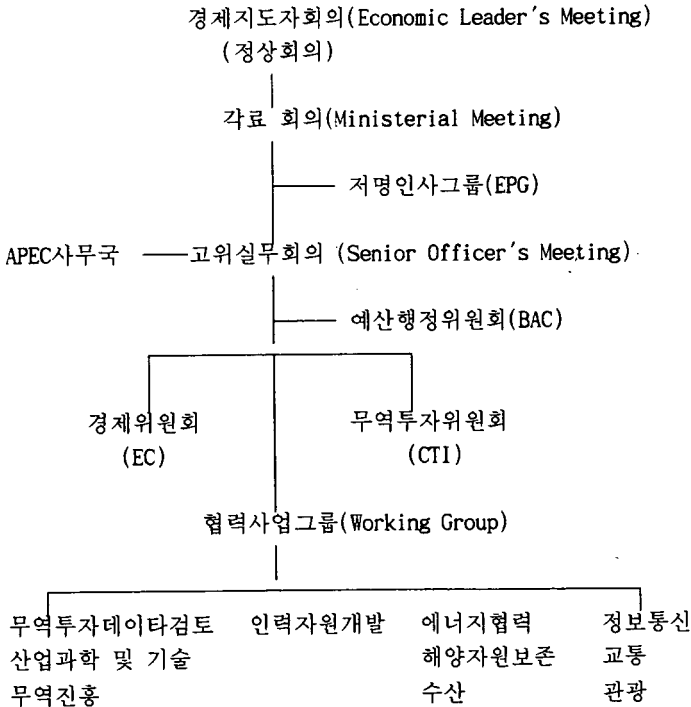 경제지도자회의(Economic Leader's Meeting)
(정상회의)
각료 회의(Ministerial Meeting)
저명인사그룹(EPG)
APEC사무국 고위실무회의 (Senior Officer's Meeting)
예산행정위원회(BAC)
경제위원회 무역투자위원회
(EC) (CTI)
협력사업그룹(Working Group)
무역투자데이타검토 인력자원개발 에너지협력 정보통신
산업과학 및 기술 해양자원보존 교통
무역진흥 수산 관광